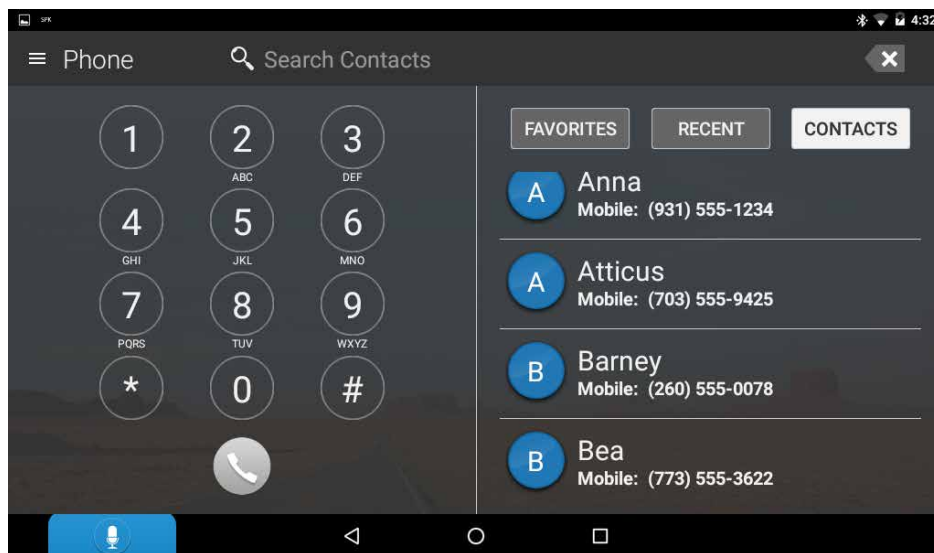 SPK
4:32
Phone
Search Contacts
1
2
ABC
3
DEF
4
GHI
5
JKL
6
MNO
7
PQRS
8
TUV
9
WXYZ
*
0
#
FAVORITES
RECENT
CONTACTS
A
Anna
Mobile: (931) 555-1234
A
Atticus
Mobile: (703) 555-9425
B
Barney
Mobile: (260) 555-0078
B
Bea
Mobile: (773) 555-3622